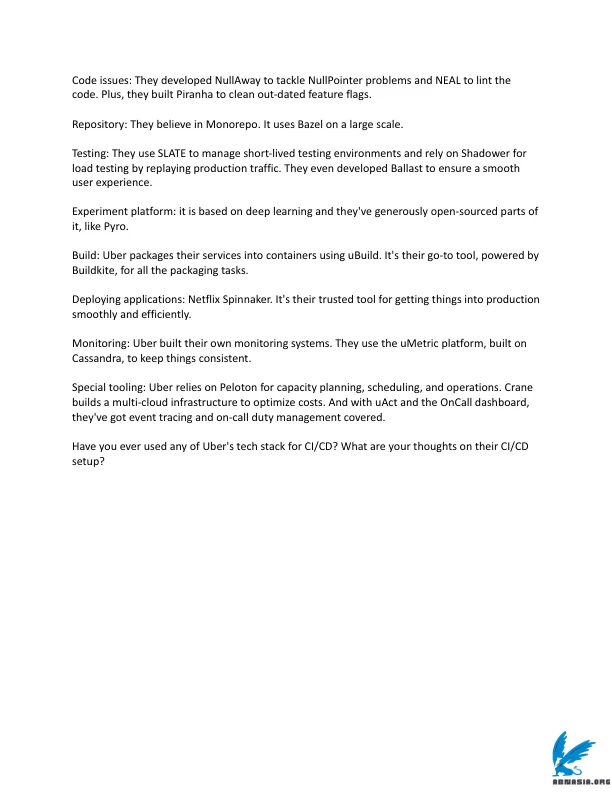 Code issues: They developed NullAway to tackle NullPointer problems and NEAL to lint the
code. Plus, they built Piranha to clean out-dated feature flags.
Repository: They believe in Monorepo. It uses Bazel on a large scale.
Testing: They use SLATE to manage short-lived testing environments and rely on Shadower for
load testing by replaying production traffic. They even developed Ballast to ensure a smooth
user experience.
Experiment platform: it is based on deep learning and they've generously open-sourced parts of
it, like Pyro.
Build: Uber packages their services into containers using uBuild. It's their go-to tool, powered by
Buildkite, for all the packaging tasks.
Deploying applications: Netflix Spinnaker. It's their trusted tool for getting things into production
smoothly and efficiently.
Monitoring: Uber built their own monitoring systems. They use the uMetric platform, built on
Cassandra, to keep things consistent.
Special tooling: Uber relies on Peloton for capacity planning, scheduling, and operations. Crane
builds a multi-cloud infrastructure to optimize costs. And with uAct and the OnCall dashboard,
they've got event tracing and on-call duty management covered.
Have you ever used any of Uber's tech stack for CI/CD? What are your thoughts on their CI/CD
setup?
ABNASIA.ORG